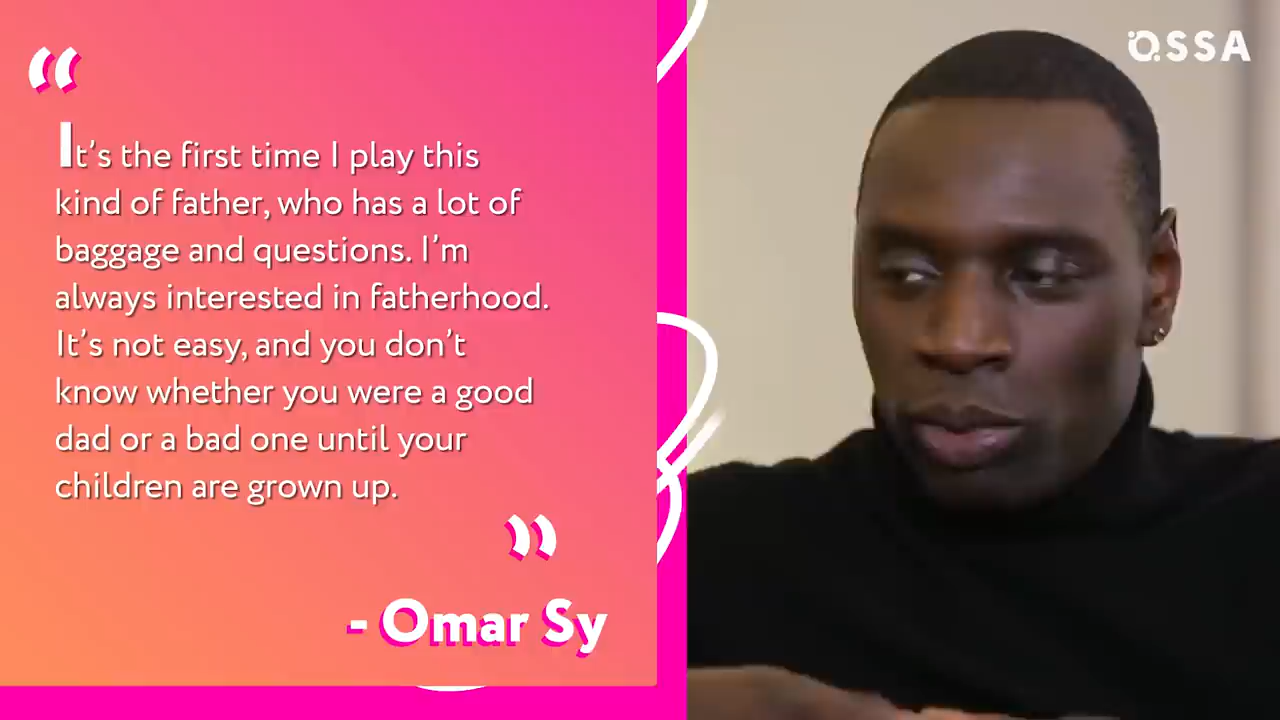 “
It’s the first time I play this
kind of father, who has a lot of
baggage and questions. I’m
always interested in fatherhood.
It’s not easy, and you don’t
know whether you were a good
dad or a bad one until your
children are grown up.
”
- Omar Sy
OSSA